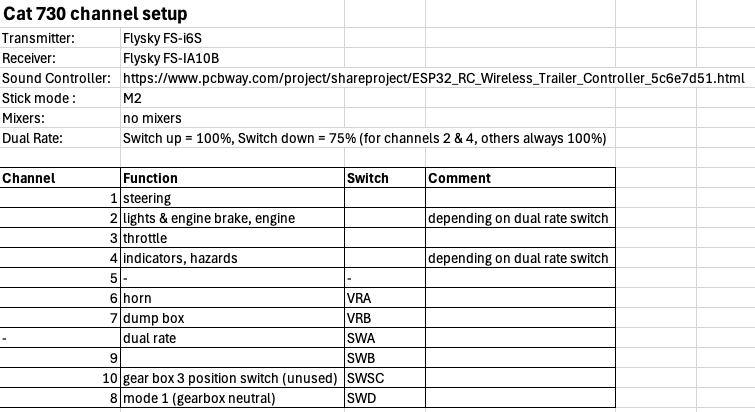 Cat 730 channel setup
Transmitter: Flysky FS-i6S
Receiver: Flysky FS-IA10B
Sound Controller: https://www.pcbway.com/project/shareproject/ESP32_RC_Wireless_Trailer_Controller_5c6e7d51.html
Stick mode : M2
Mixers: no mixers
Dual Rate: Switch up = 100%, Switch down = 75% (for channels 2 & 4, others always 100%)
Channel Function Switch Comment
1 steering
2 lights & engine brake, engine depending on dual rate switch
3 throttle
4 indicators, hazards depending on dual rate switch
5 - -
6 horn VRA
7 dump box VRB
- dual rate SWA
9 SWB
10 gear box 3 position switch (unused) SWSC
8 mode 1 (gearbox neutral) SWD